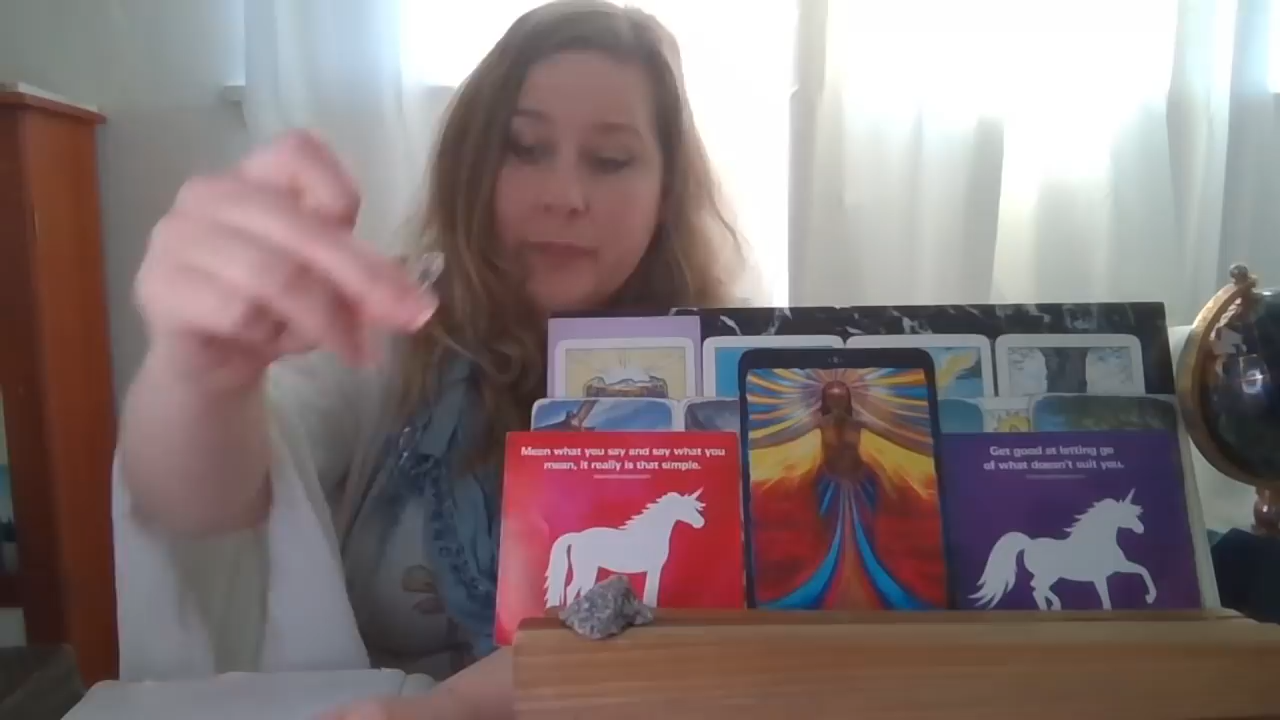 Mean what you say and say what you
mean, it really is that simple.
Get good at letting go
of what doesn't suit you.